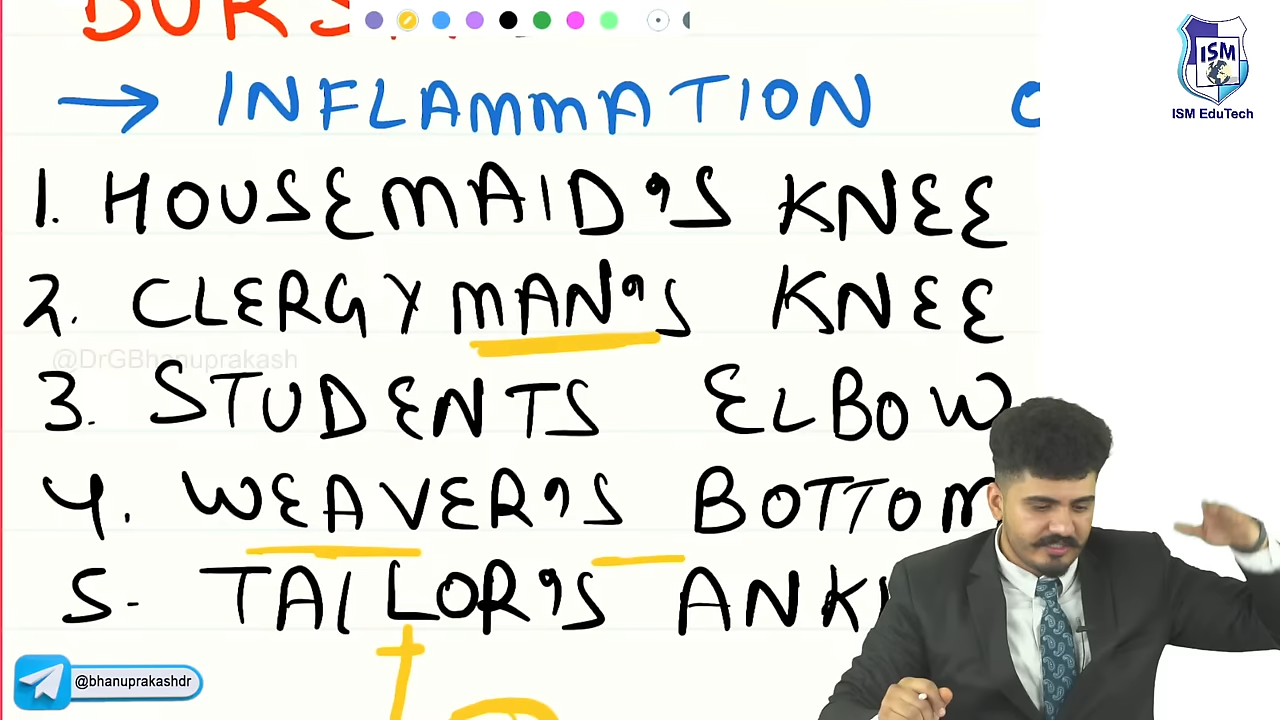 → INFLAMMATION
1. HOUSEMAID'S KNEE
2. CLERGYMAN'S KNEE
@DrGBhanuprakash
3. STUDENTS ELBOW
4. WEAVER'S BOTTOM
5. TAILOR'S
@bhanuprakashdr
ISM
ISM EduTech